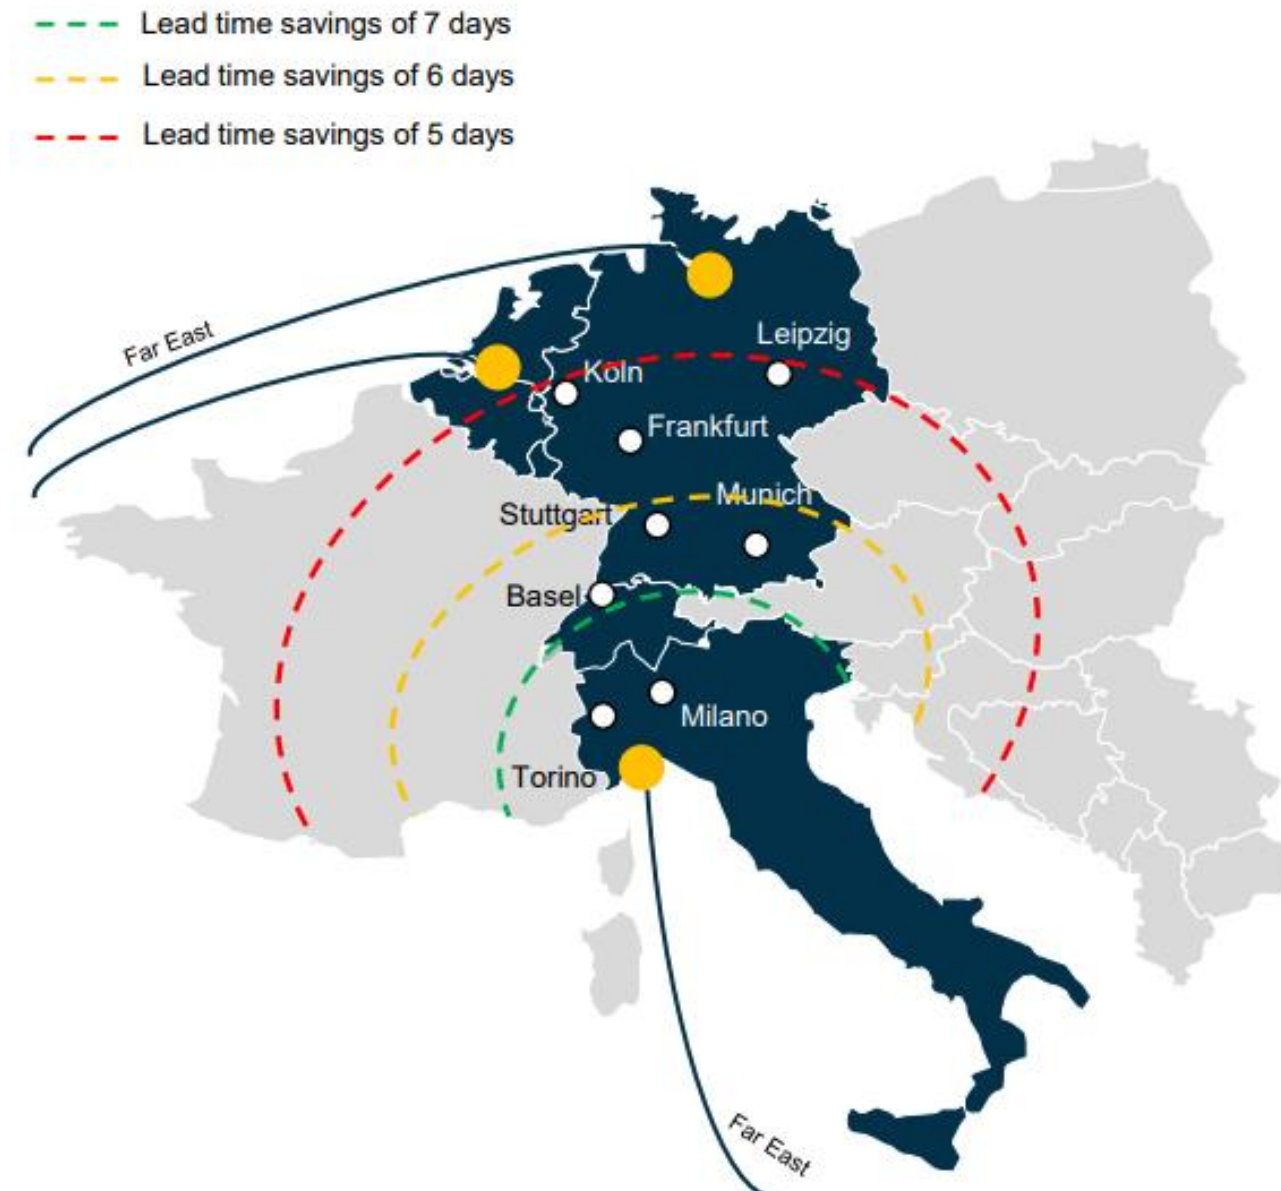 Lead time savings of 7 days
Lead time savings of 6 days
Lead time savings of 5 days
Far East
Leipzig
Köln
Frankfurt
Munich
Stuttgart
Basel
Milano
Torino
Far East